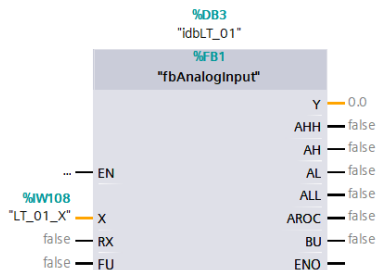 %DB3
"idbLT_01"
%FB1
"fbAnalogInput"
Y 0.0
AHH false
AH false
... EN AL false
ALL false
%IW108
"LT_01_X" X AROC false
false RX BU false
false FU ENO